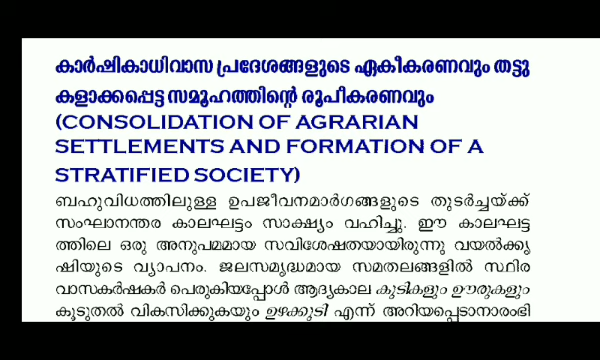 കാർഷികാധിവാസ പ്രദേശങ്ങളുടെ ഏകീകരണവും തട്ടു
കളാക്കപ്പെട്ട സമൂഹത്തിന്റെ രൂപീകരണവും
(CONSOLIDATION OF AGRARIAN
SETTLEMENTS AND FORMATION OF A
STRATIFIED SOCIETY)
ബഹുവിധത്തിലുള്ള ഉപജീവനമാർഗങ്ങളുടെ തുടർച്ചയ്ക്ക്
സംഘാനന്തര കാലഘട്ടം സാക്ഷ്യം വഹിച്ചു. ഈ കാലഘട്ട
ത്തിലെ ഒരു അനുപമമായ സവിശേഷതയായിരുന്നു വയൽക്കൃ
ഷിയുടെ വ്യാപനം. ജലസമൃദ്ധമായ സമതലങ്ങളിൽ സ്ഥിര
വാസകർഷകർ പെരുകിയപ്പോൾ ആദ്യകാല കുടികളും ഊരുകളും
കൂടുതൽ വികസിക്കുകയും ഉഴക്കുടി എന്ന് അറിയപ്പെടാനാരംഭി